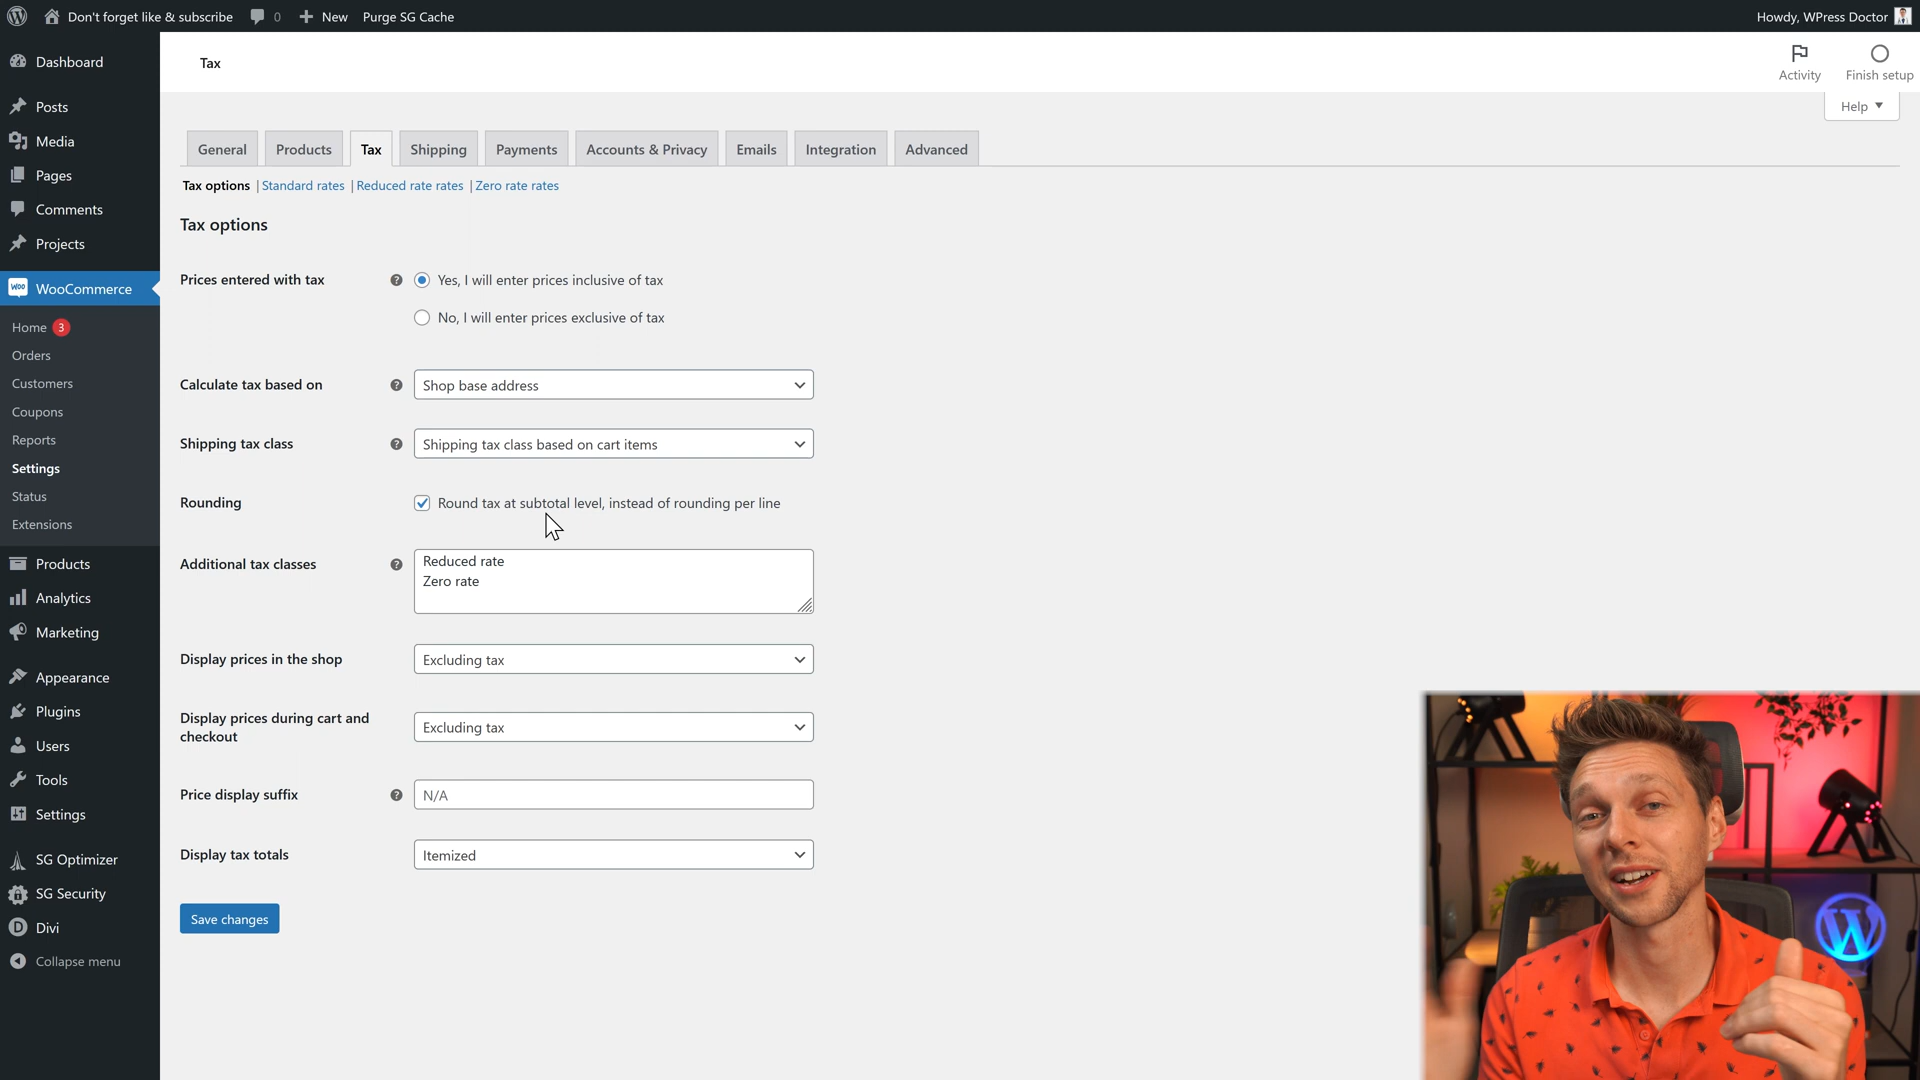 Don't forget like & subscribe 0 New Purge SG Cache Howdy, WPress Doctor
Dashboard
Posts
Media
Pages
Comments
Projects
WooCommerce
Home 3
Orders
Customers
Coupons
Reports
Settings
Status
Extensions
Products
Analytics
Marketing
Appearance
Plugins
Users
Tools
Settings
SG Optimizer
SG Security
Divi
Collapse menu
Tax
Activity
Finish setup
Help
General Products Tax Shipping Payments Accounts & Privacy Emails Integration Advanced
Tax options | Standard rates | Reduced rate rates | Zero rate rates
Tax options
Prices entered with tax ? Yes, I will enter prices inclusive of tax
No, I will enter prices exclusive of tax
Calculate tax based on ? Shop base address
Shipping tax class ? Shipping tax class based on cart items
Rounding Round tax at subtotal level, instead of rounding per line
Additional tax classes ? Reduced rate
Zero rate
Display prices in the shop Excluding tax
Display prices during cart and
checkout
Excluding tax
Price display suffix ? N/A
Display tax totals Itemized
Save changes